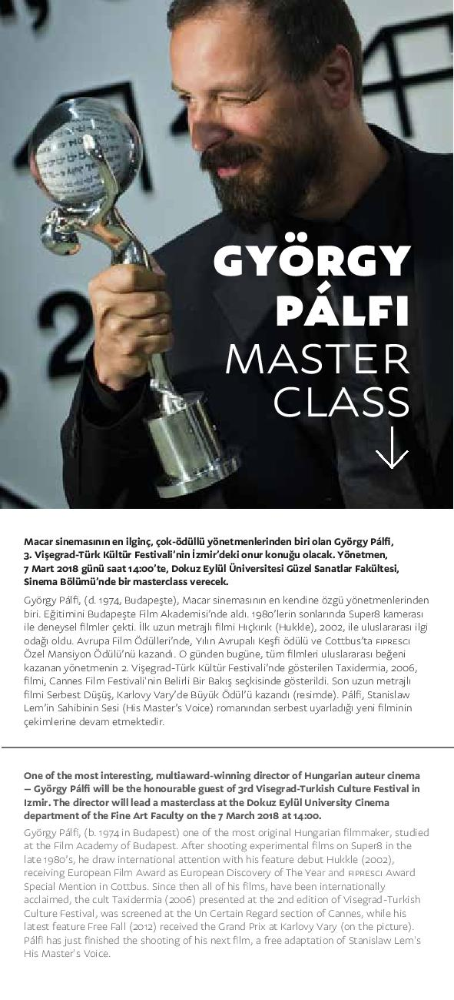 2
GYÖRGY
PÁLFI
MASTER
CLASS
Macar sinemasının en ilginç, çok-ödüllü yönetmenlerinden biri olan György Pálfi,
3. Vişegrad-Türk Kültür Festivali'nin İzmir'deki onur konuğu olacak. Yönetmen,
7 Mart 2018 günü saat 14:00'te, Dokuz Eylül Üniversitesi Güzel Sanatlar Fakültesi,
Sinema Bölümü'nde bir masterclass verecek.
György Pálfi, (d. 1974, Budapeşte), Macar sinemasının en kendine özgü yönetmenlerinden
biri. Eğitimini Budapeşte Film Akademisi'nde aldı. 1980'lerin sonlarında Super8 kamerası
ile deneysel filmler çekti. İlk uzun metrajlı filmi Hıçkırık (Hukkle), 2002, ile uluslararası ilgi
odağı oldu. Avrupa Film Ödülleri'nde, Yılın Avrupalı Keşfi ödülü ve Cottbus'ta FIPRESCI
Özel Mansiyon Ödülü'nü kazandı. O günden bugüne, tüm filmleri uluslararası beğeni
kazanan yönetmenin 2. Vişegrad-Türk Kültür Festivali'nde gösterilen Taxidermia, 2006,
filmi, Cannes Film Festivali'nin Belirli Bir Bakış seçkisinde gösterildi. Son uzun metrajlı
filmi Serbest Düşüş, Karlovy Vary'de Büyük Ödül'ü kazandı (resimde). Pálfi, Stanislaw
Lem'in Sahibinin Sesi (His Master's Voice) romanından serbest uyarladığı yeni filminin
çekimlerine devam etmektedir.
One of the most interesting, multiaward-winning director of Hungarian auteur cinema
– György Pálfi will be the honourable guest of 3rd Visegrad-Turkish Culture Festival in
Izmir. The director will lead a masterclass at the Dokuz Eylül University Cinema
department of the Fine Art Faculty on the 7 March 2018 at 14:00.
György Pálfi, (b. 1974 in Budapest) one of the most original Hungarian filmmaker, studied
at the Film Academy of Budapest. After shooting experimental films on Super8 in the
late 1980's, he draw international attention with his feature debut Hukkle (2002),
receiving European Film Award as European Discovery of The Year and FIPRESCI Award
Special Mention in Cottbus. Since then all of his films, have been internationally
acclaimed, the cult Taxidermia (2006) presented at the 2nd edition of Visegrad-Turkish
Culture Festival, was screened at the Un Certain Regard section of Cannes, while his
latest feature Free Fall (2012) received the Grand Prix at Karlovy Vary (on the picture).
Pálfi has just finished the shooting of his next film, a free adaptation of Stanislaw Lem's
His Master's Voice.